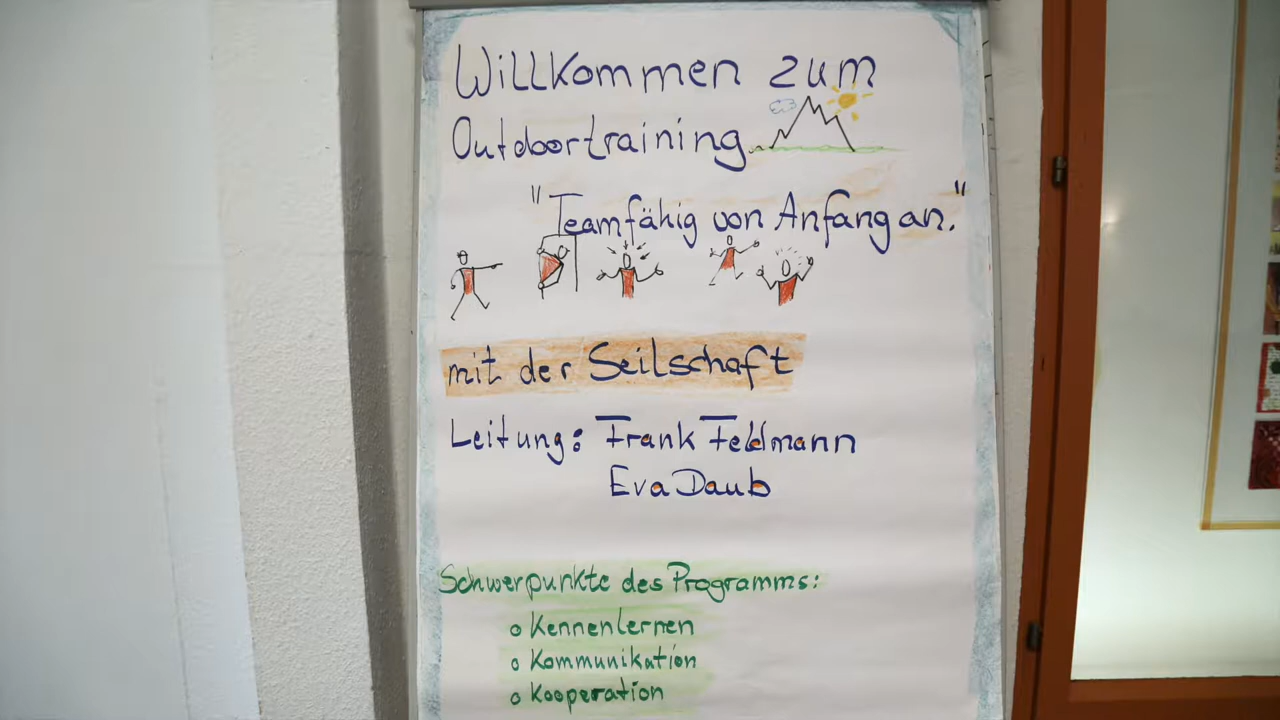 Willkommen zum
Outdoortraining
"Teamfähig von Anfang an."
mit der Seilschaft
Leitung: Frank Feldmann
Eva Daub
Schwerpunkte des Programms:
o Kennenlernen
o Kommunikation
o Kooperation